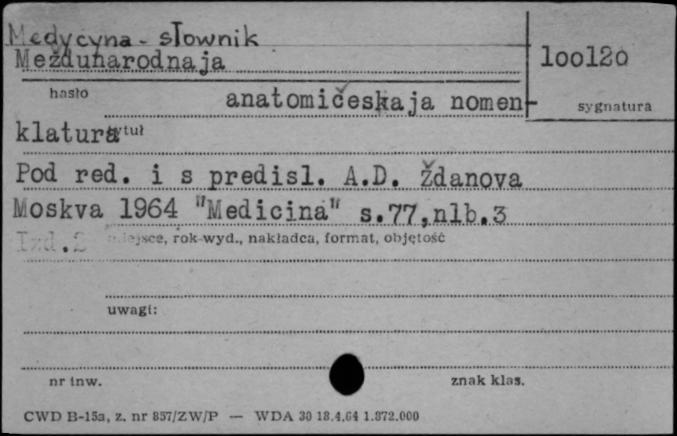 Medycyna - słownik
Meždunarodnaja
100120
hasło
anatomičeskaja nomen-
sygnatura
klatura
tytuł
Pod red. i s predisl. A.D. Ždanova
Moskva 1964 "Medicina" s.77,nlb.3
Izd.2 miejsce, rok wyd., nakładca, format, objętość
uwagi:
nr inw.
znak klas.
CWD B-15a, z. nr 857/ZW/P — WDA 30 18.4.64 1.872.000